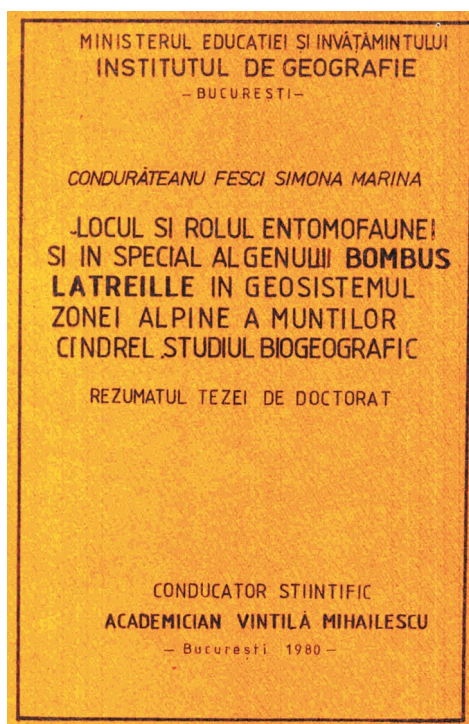 MINISTERUL EDUCATIEI ȘI INVĂȚĂMINTULUI
INSTITUTUL DE GEOGRAFIE
– BUCUREȘTI –
CONDURĂTEANU FESCI SIMONA MARINA
LOCUL SI ROLUL ENTOMOFAUNEI
SI IN SPECIAL AL GENULUI BOMBUS
LATREILLE IN GEOSISTEMUL
ZONEI ALPINE A MUNTILOR
CINDREL.STUDIUL BIOGEOGRAFIC
REZUMATUL TEZEI DE DOCTORAT
CONDUCATOR STIINTIFIC
ACADEMICIAN VINTILĂ MIHAILESCU
– București 1980 –